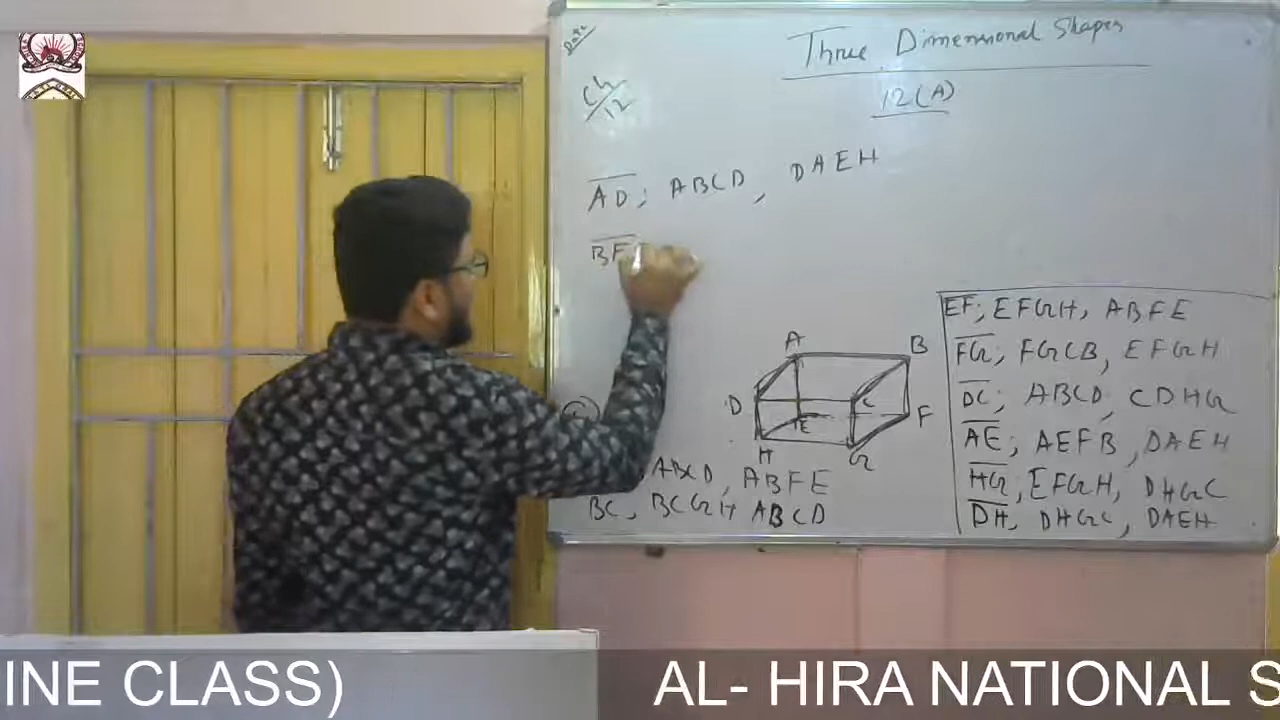 Three Dimensional Shapes
Ch/12
12(A)
AD; ABCD, DAEH
BF
A
B
D
C
E
F
H
G
ABCD, ABFE
BC, BCGH ABCD
EF; EFGH, ABFE
FG; FGCB, EFGH
DC; ABCD, CDHG
AE; AEFB, DAEH
HG; EFGH, DHGC
DH, DHGC, DAEH
INE CLASS) AL- HIRA NATIONAL S